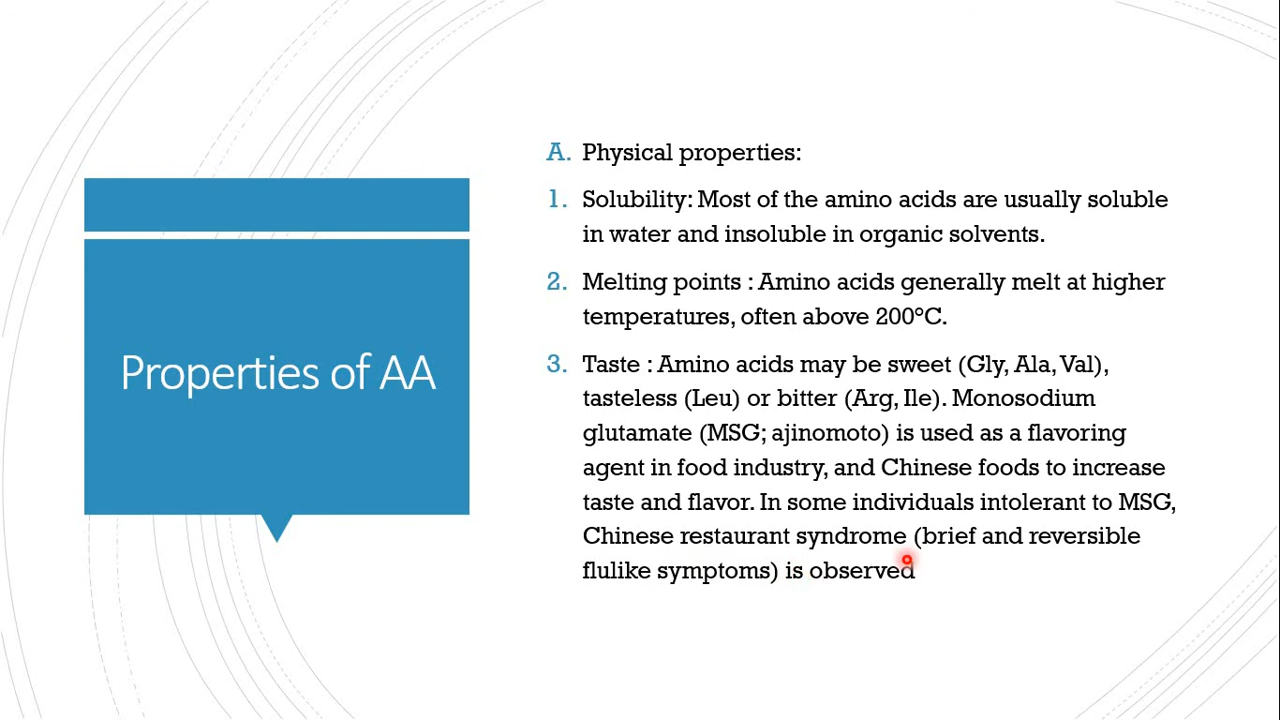 Properties of AA
A. Physical properties:
1. Solubility: Most of the amino acids are usually soluble
in water and insoluble in organic solvents.
2. Melting points : Amino acids generally melt at higher
temperatures, often above 200°C.
3. Taste : Amino acids may be sweet (Gly, Ala, Val),
tasteless (Leu) or bitter (Arg, Ile). Monosodium
glutamate (MSG; ajinomoto) is used as a flavoring
agent in food industry, and Chinese foods to increase
taste and flavor. In some individuals intolerant to MSG,
Chinese restaurant syndrome (brief and reversible
flulike symptoms) is observed